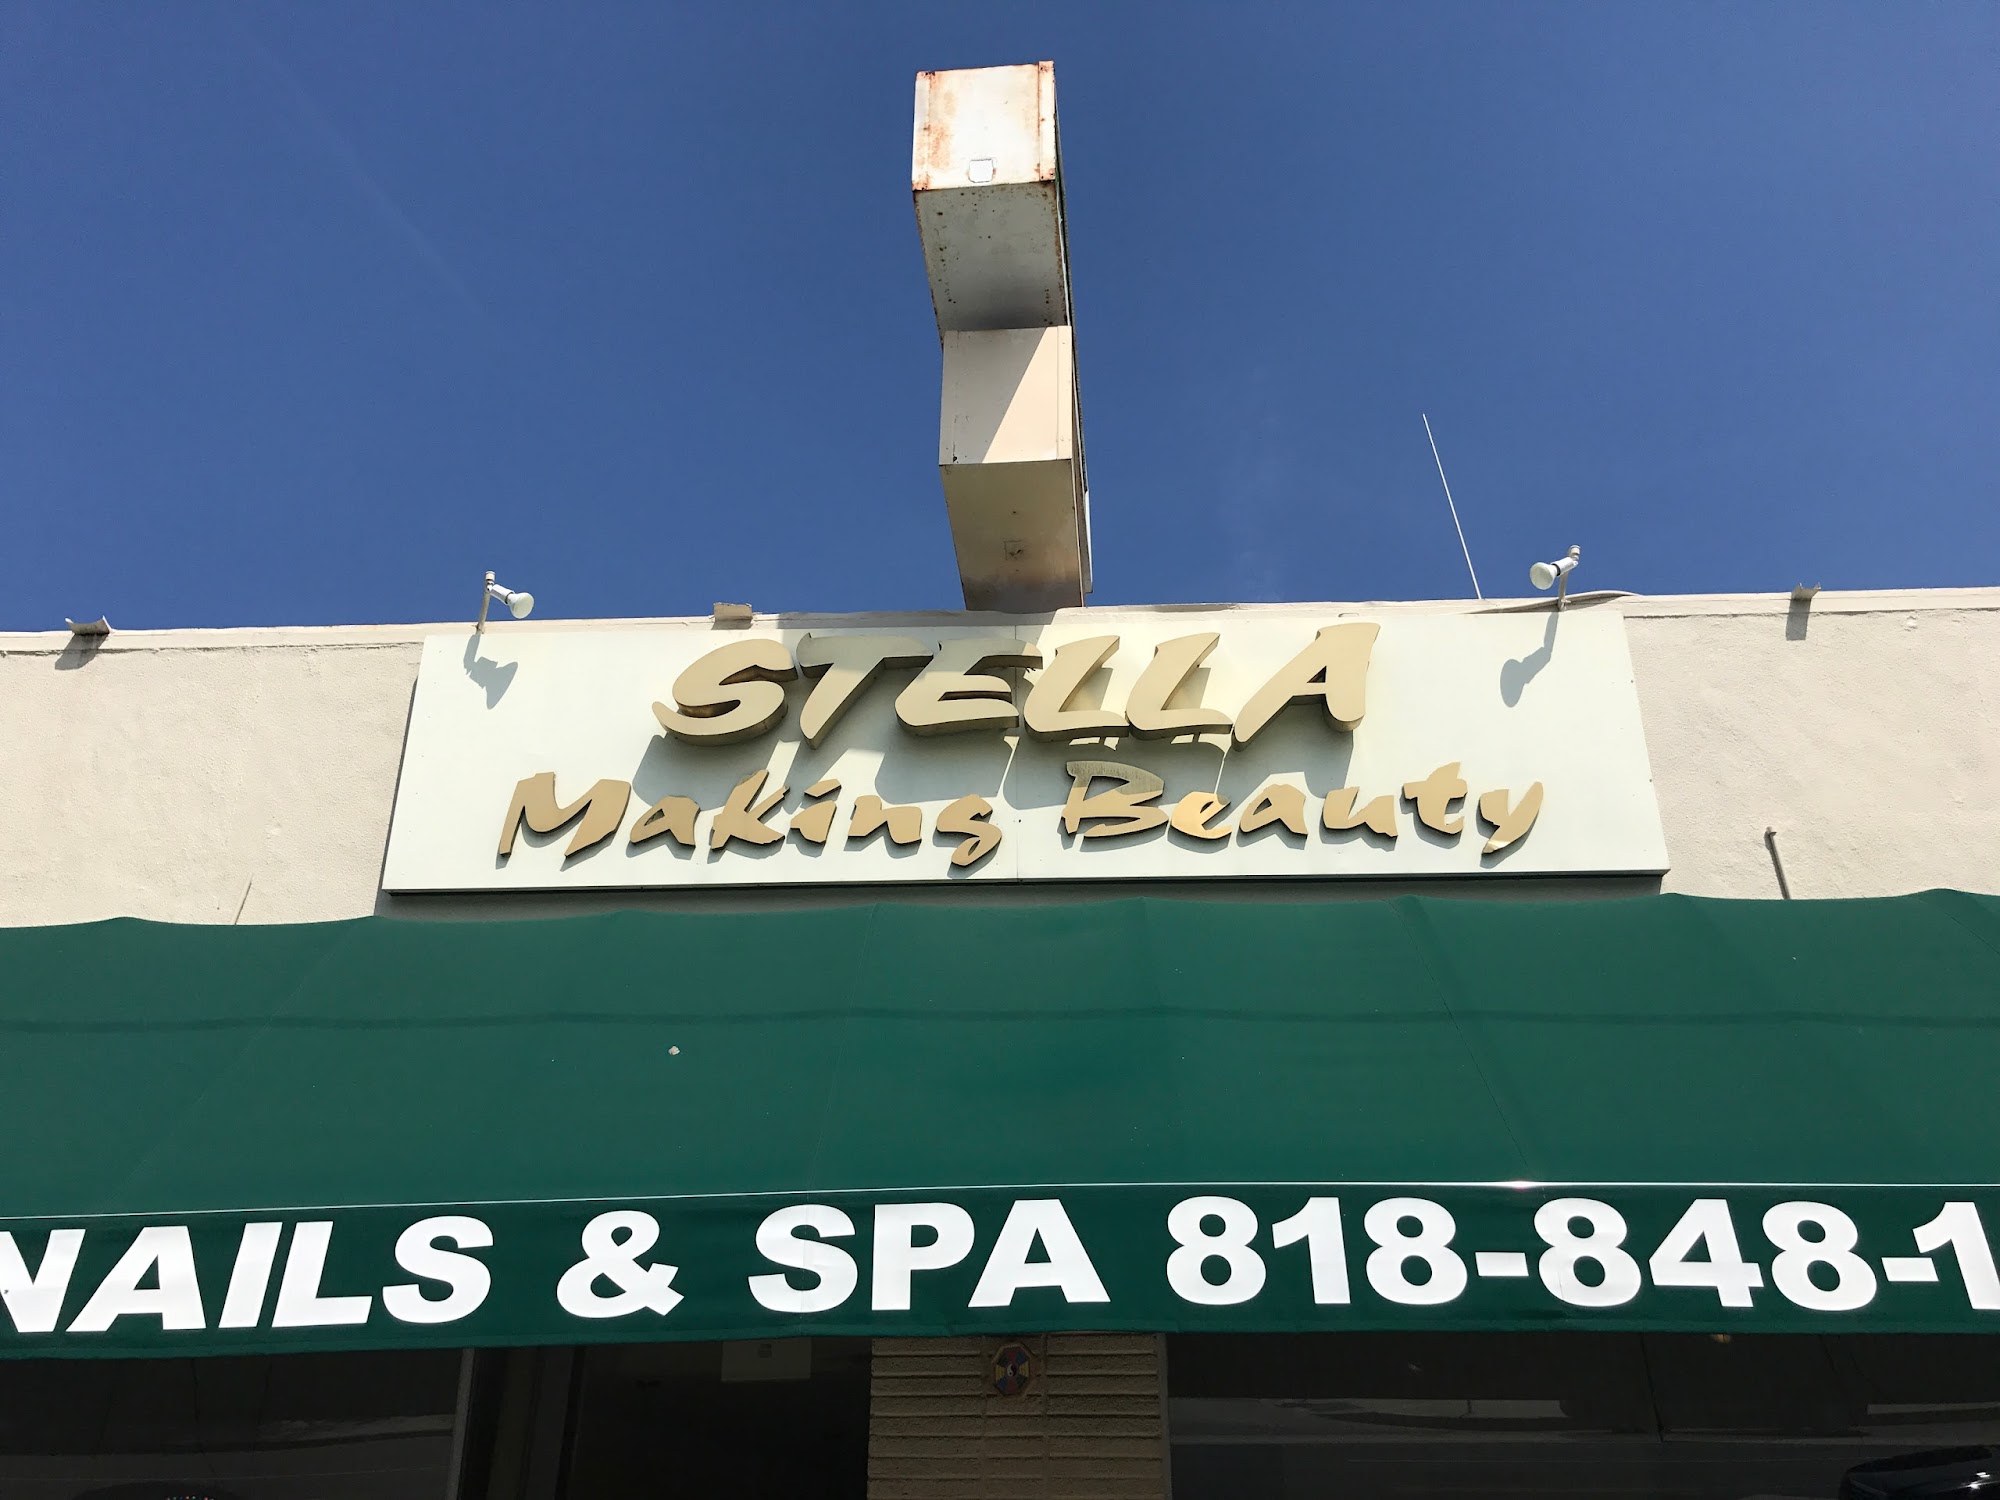 STELLA
Making Beauty
NAILS & SPA 818-848-1